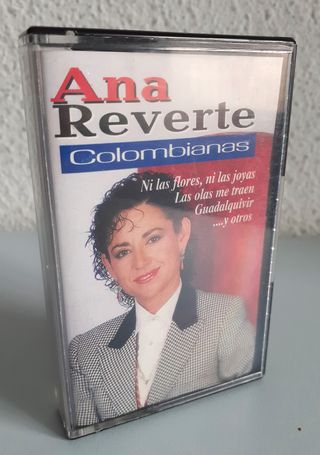 Ana
Reverte
Colombianas
Ni las flores, ni las joyas
Las olas me traen
Guadalquivir
....y otros